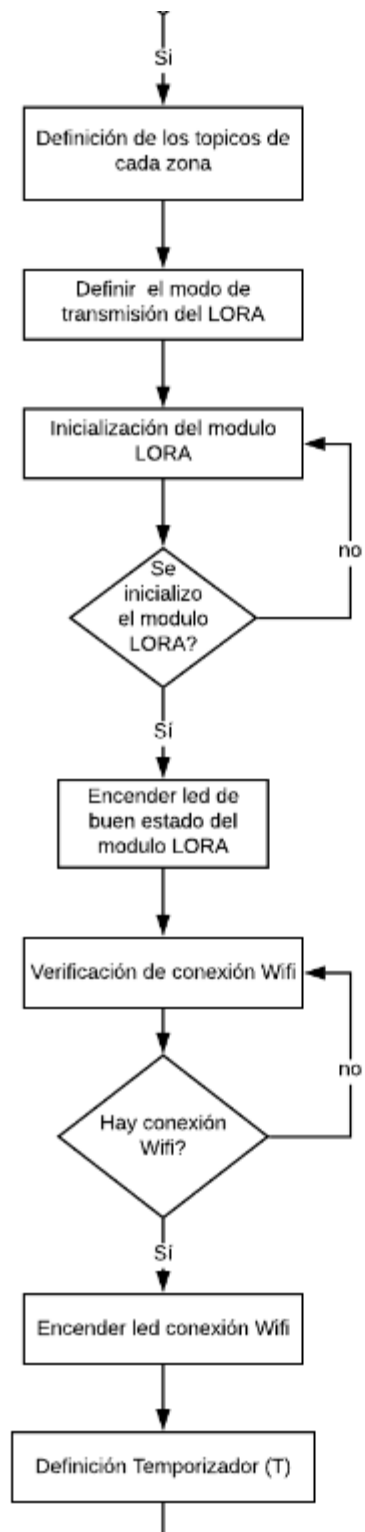 Si
Definición de los topicos de
cada zona
Definir el modo de
transmisión del LORA
Inicialización del modulo
LORA
Se
inicializo
el modulo
LORA?
no
Sí
Encender led de
buen estado del
modulo LORA
Verificación de conexión Wifi
Hay conexión
Wifi?
no
Sí
Encender led conexión Wifi
Definición Temporizador (T)